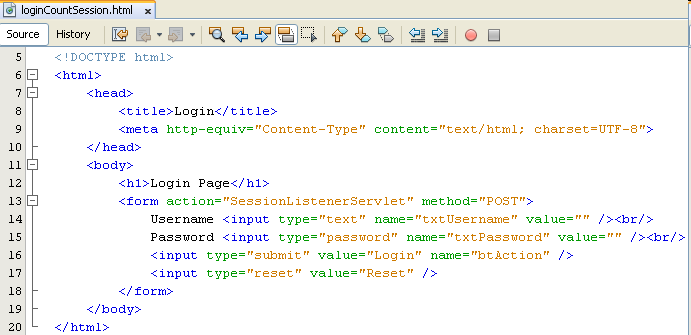 loginCountSession.html
Source History
5 <!DOCTYPE html>
6 <html>
7 <head>
8 <title>Login</title>
9 <meta http-equiv="Content-Type" content="text/html; charset=UTF-8">
10 </head>
11 <body>
12 <h1>Login Page</h1>
13 <form action="SessionListenerServlet" method="POST">
14 Username <input type="text" name="txtUsername" value="" /><br/>
15 Password <input type="password" name="txtPassword" value="" /><br/>
16 <input type="submit" value="Login" name="btAction" />
17 <input type="reset" value="Reset" />
18 </form>
19 </body>
20 </html>